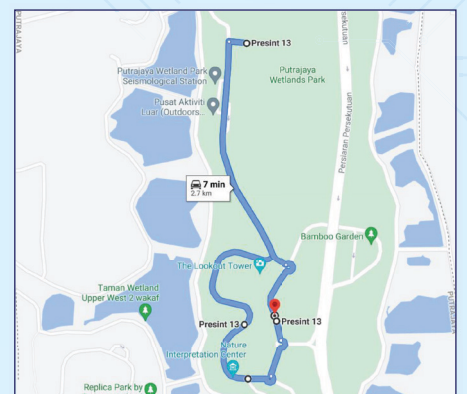 PUTRAJAYA
Presint 13
Putrajaya Wetland Park
Seismological Station
Putrajaya
Wetlands Park
Pusat Aktiviti
Luar (Outdoors...
Persiaran Persekutuan
7 min
2.7 km
Bamboo Garden
The Lookout Tower
Taman Wetland
Upper West 2 wakaf
Presint 13
Presint 13
Nature
Interpretation Center
PUTRAJAYA
Replica Park by